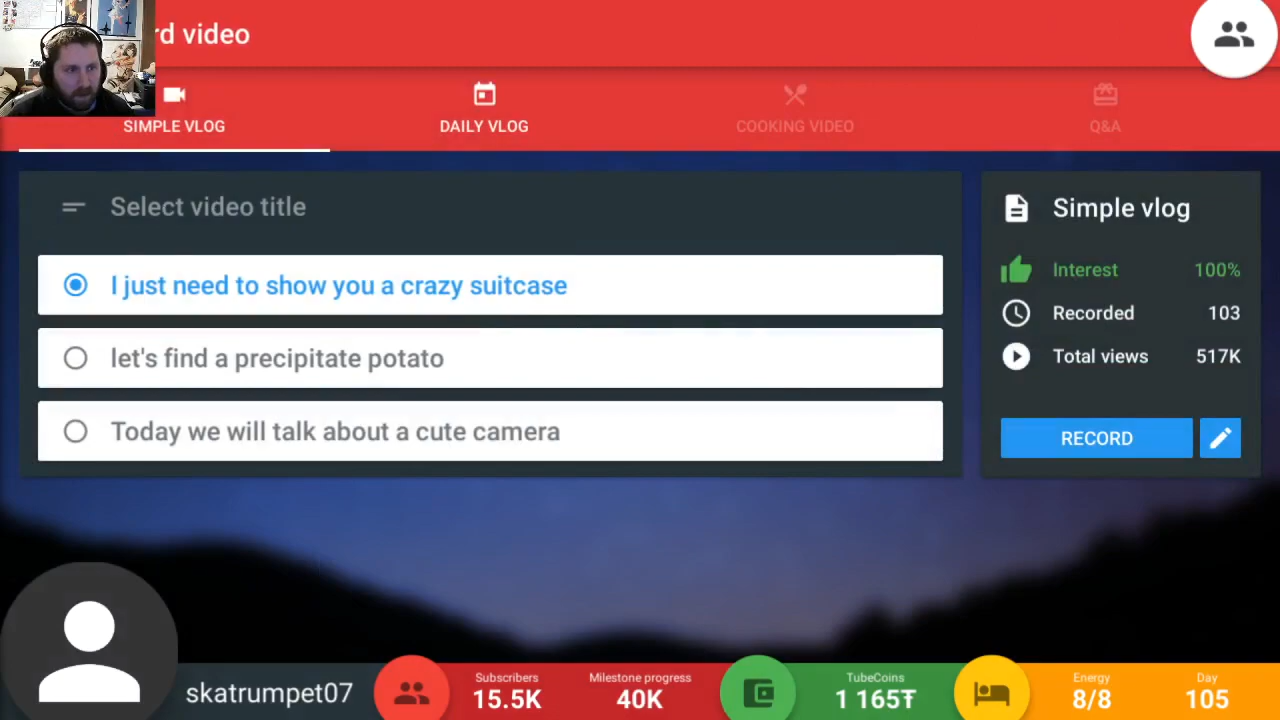 rd video
SIMPLE VLOG
DAILY VLOG
COOKING VIDEO
Q&A
Select video title
I just need to show you a crazy suitcase
let's find a precipitate potato
Today we will talk about a cute camera
Simple vlog
Interest 100%
Recorded 103
Total views 517K
RECORD
skatrumpet07
Subscribers
15.5K
Milestone progress
40K
TubeCoins
1 165Ŧ
Energy
8/8
Day
105